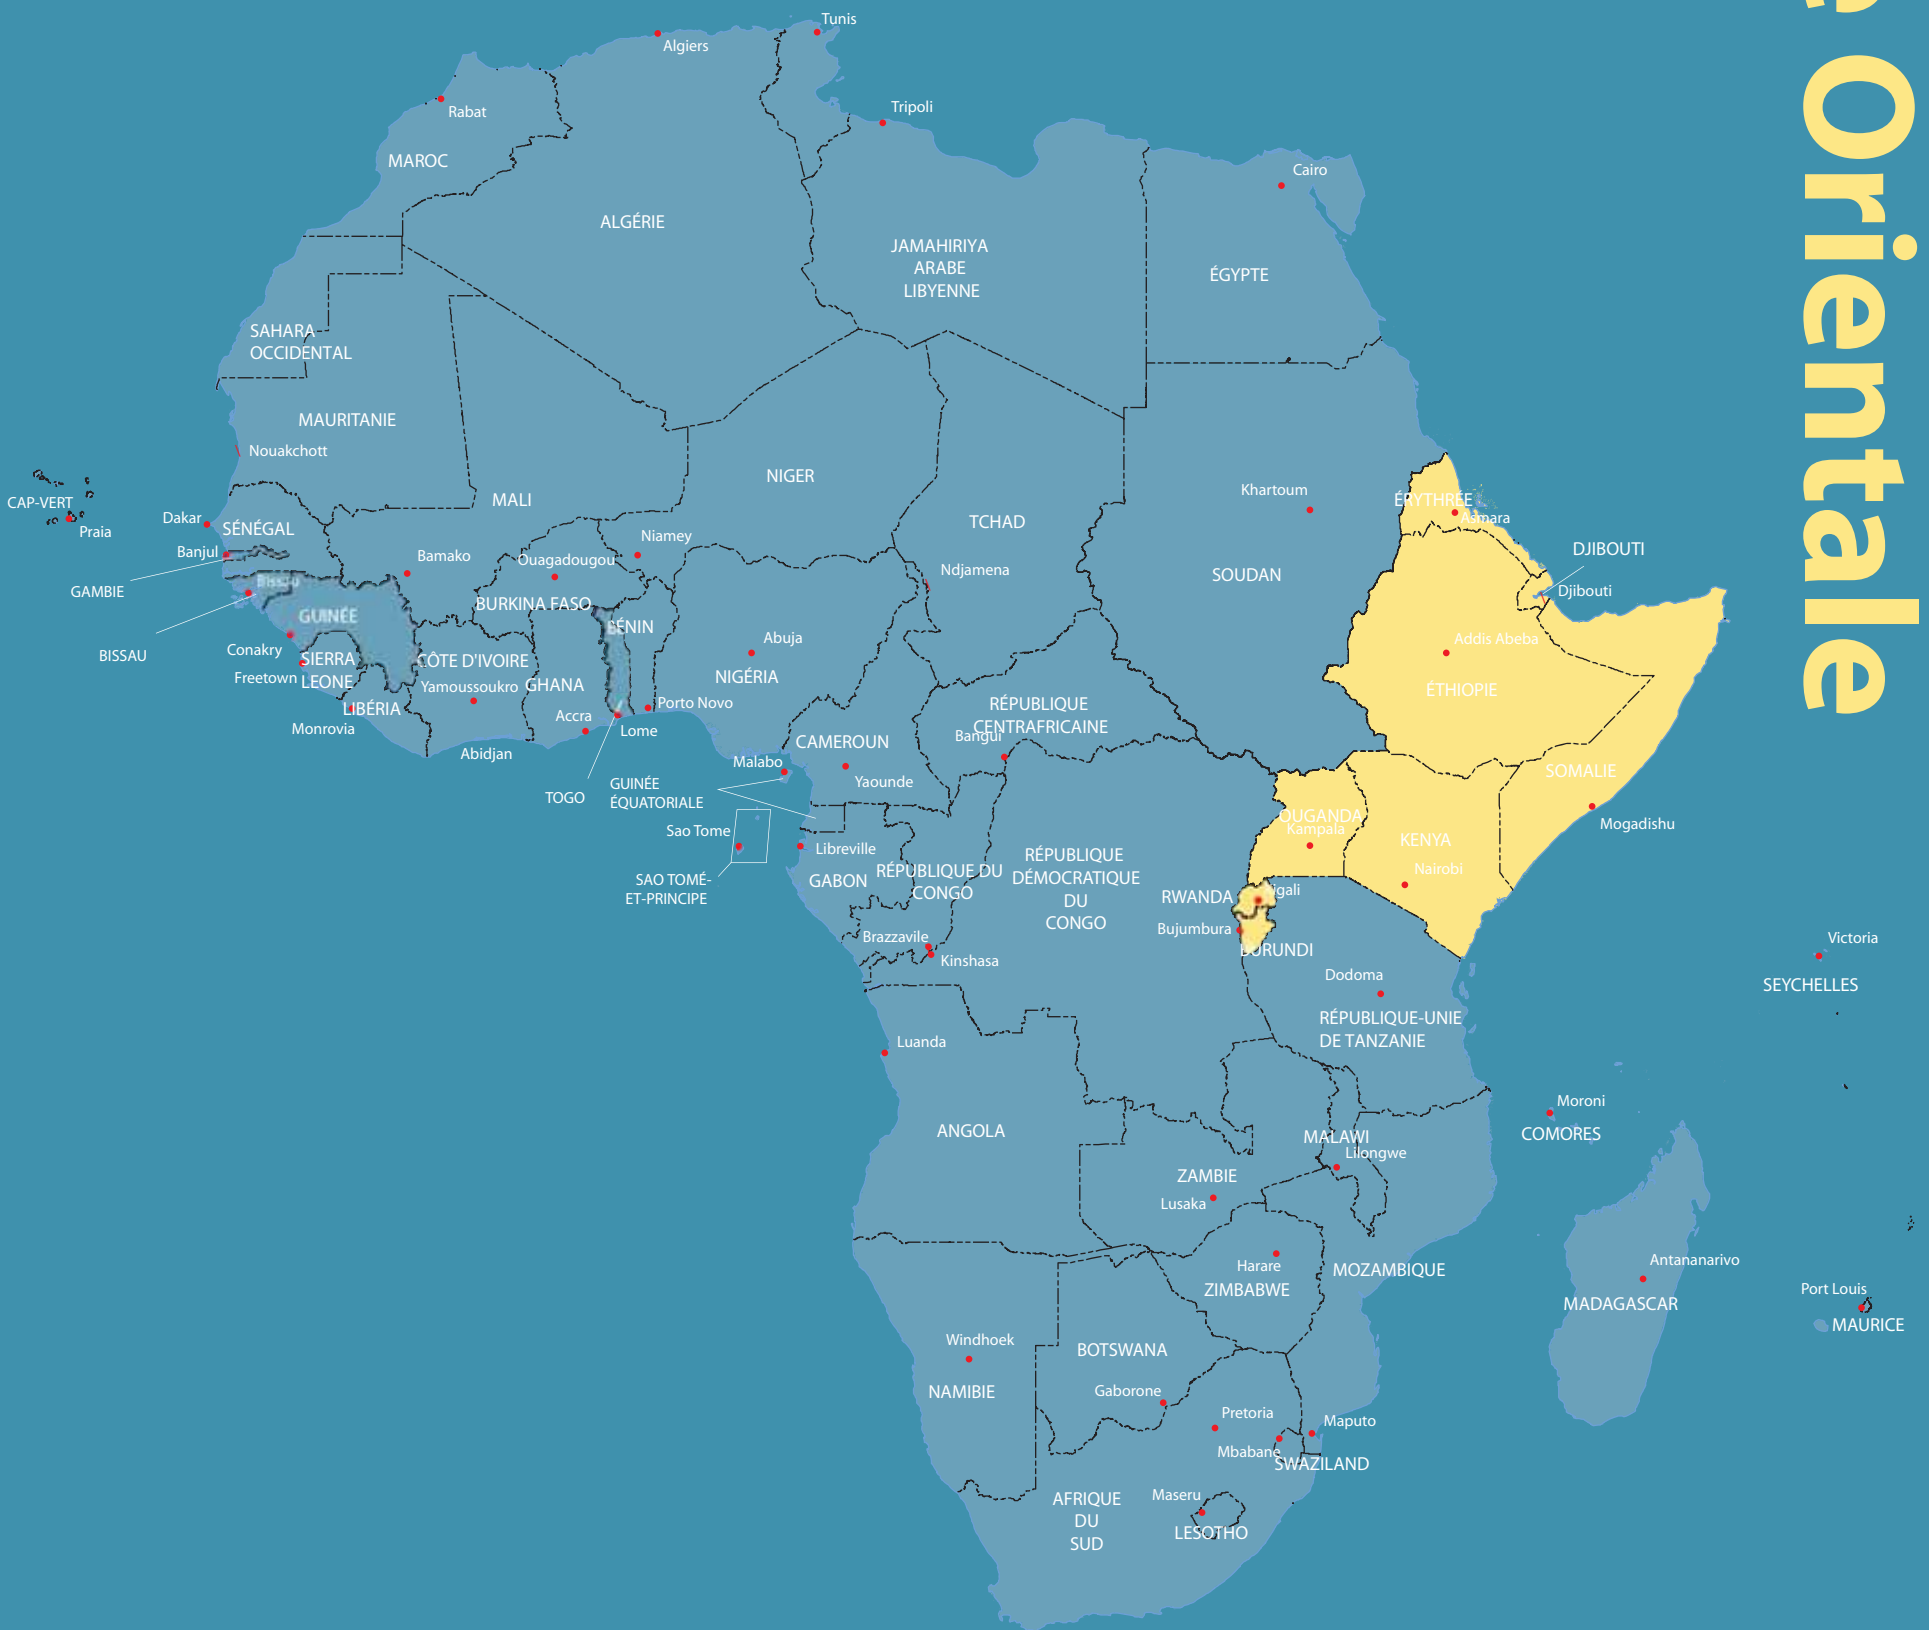 Tunis
Algiers
Rabat
Tripoli
MAROC
Cairo
ALGÉRIE
JAMAHIRIYA
ARABE
LIBYENNE
ÉGYPTE
SAHARA
OCCIDENTAL
MAURITANIE
Nouakchott
NIGER
MALI
CAP-VERT
Praia
Dakar
SÉNÉGAL
Banjul
GAMBIE
BISSAU
GUINÉE
Conakry
Freetown
SIERRA
LEONE
LIBÉRIA
Monrovia
Bamako
Ouagadougou
Niamey
BURKINA FASO
BÉNIN
CÔTE D'IVOIRE
Yamoussoukro
GHANA
Abidjan
Accra
Lome
TOGO
Porto Novo
Abuja
NIGÉRIA
TCHAD
Ndjamena
Khartoum
SOUDAN
ÉRYTHRÉE
Asmara
DJIBOUTI
Djibouti
Addis Abeba
ÉTHIOPIE
SOMALIE
Mogadishu
RÉPUBLIQUE
CENTRAFRICAINE
Bangui
CAMEROUN
Yaounde
Malabo
GUINÉE
ÉQUATORIALE
Sao Tome
SAO TOMÉ-
ET-PRINCIPE
Libreville
GABON
RÉPUBLIQUE DU
CONGO
Brazzavile
Kinshasa
RÉPUBLIQUE
DÉMOCRATIQUE
DU
CONGO
OUGANDA
Kampala
KENYA
Nairobi
RWANDA
Bujumbura
BURUNDI
Dodoma
RÉPUBLIQUE-UNIE
DE TANZANIE
Victoria
SEYCHELLES
Luanda
ANGOLA
Moroni
COMORES
MALAWI
Lilongwe
ZAMBIE
Lusaka
Harare
ZIMBABWE
MOZAMBIQUE
Antananarivo
MADAGASCAR
Port Louis
MAURICE
Windhoek
NAMIBIE
BOTSWANA
Gaborone
Pretoria
Maputo
Mbabane
SWAZILAND
Maseru
LESOTHO
AFRIQUE
DU
SUD
Orientale